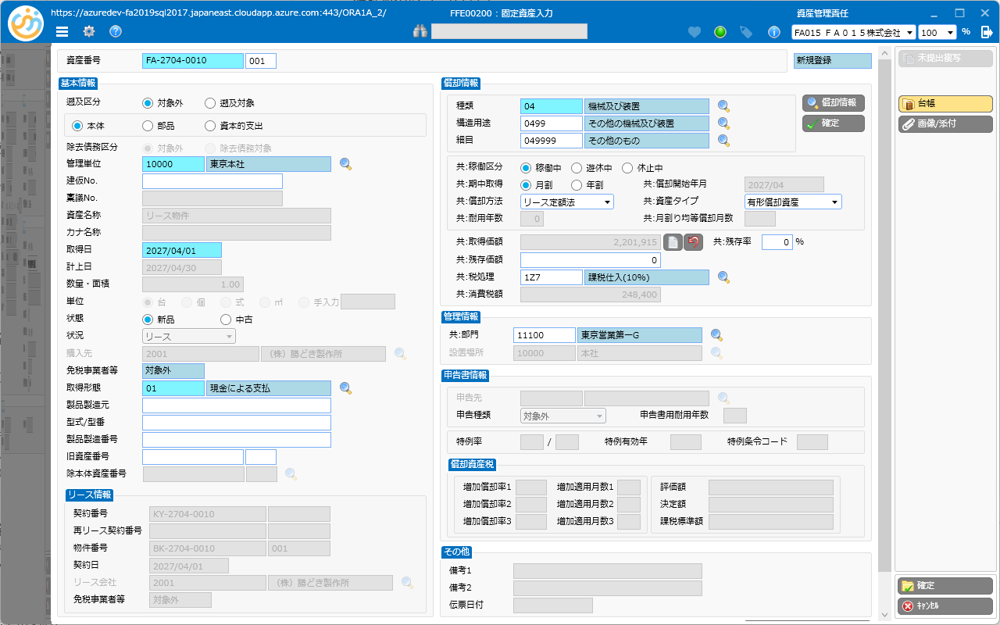 https://azuredev-fa2019sql2017.japaneast.cloudapp.azure.com:443/ORA1A_2/
FFE00200：固定資産入力
資産管理責任
FA015 ＦＡ０１５株式会社
100
%
未提出複写
台帳
画像/添付
確定
ｷｬﾝｾﾙ
資産番号 FA-2704-0010 001
新規登録
基本情報
遡及区分 対象外 遡及対象
本体 部品 資本的支出
除去債務区分 対象外 除去債務対象
管理単位 10000 東京本社
建仮No.
稟議No.
資産名称 リース物件
カナ名称
取得日 2027/04/01
計上日 2027/04/30
数量・面積 1.00
単位 台 個 式 ㎡ 手入力
状態 新品 中古
状況 リース
購入先 2001 （株）勝どき製作所
免税事業者等 対象外
取得形態 01 現金による支払
製品製造元
型式/型番
製品製造番号
旧資産番号
除本体資産番号
リース情報
契約番号 KY-2704-0010
再リース契約番号
物件番号 BK-2704-0010 001
契約日 2027/04/01
リース会社 2001 （株）勝どき製作所
免税事業者等 対象外
償却情報
種類 04 機械及び装置
償却情報
構造用途 0499 その他の機械及び装置
確定
細目 049999 その他のもの
共:稼働区分 稼働中 遊休中 休止中
共:期中取得 月割 年割 共:償却開始年月 2027/04
共:償却方法 リース定額法 共:資産タイプ 有形償却資産
共:耐用年数 0 共:月割り均等償却月数
共:取得価額 2,201,915 共:残存率 0 %
共:残存価額 0
共:税処理 1Z7 課税仕入(10%)
共:消費税額 248,400
管理情報
共:部門 11100 東京営業第一G
設置場所 10000 本社
申告書情報
申告先
申告種類 対象外 申告書用耐用年数
特例率 / 特例有効年 特例条令コード
償却資産税
増加償却率1 増加適用月数1 評価額
増加償却率2 増加適用月数2 決定額
増加償却率3 増加適用月数3 課税標準額
その他
備考1
備考2
伝票日付